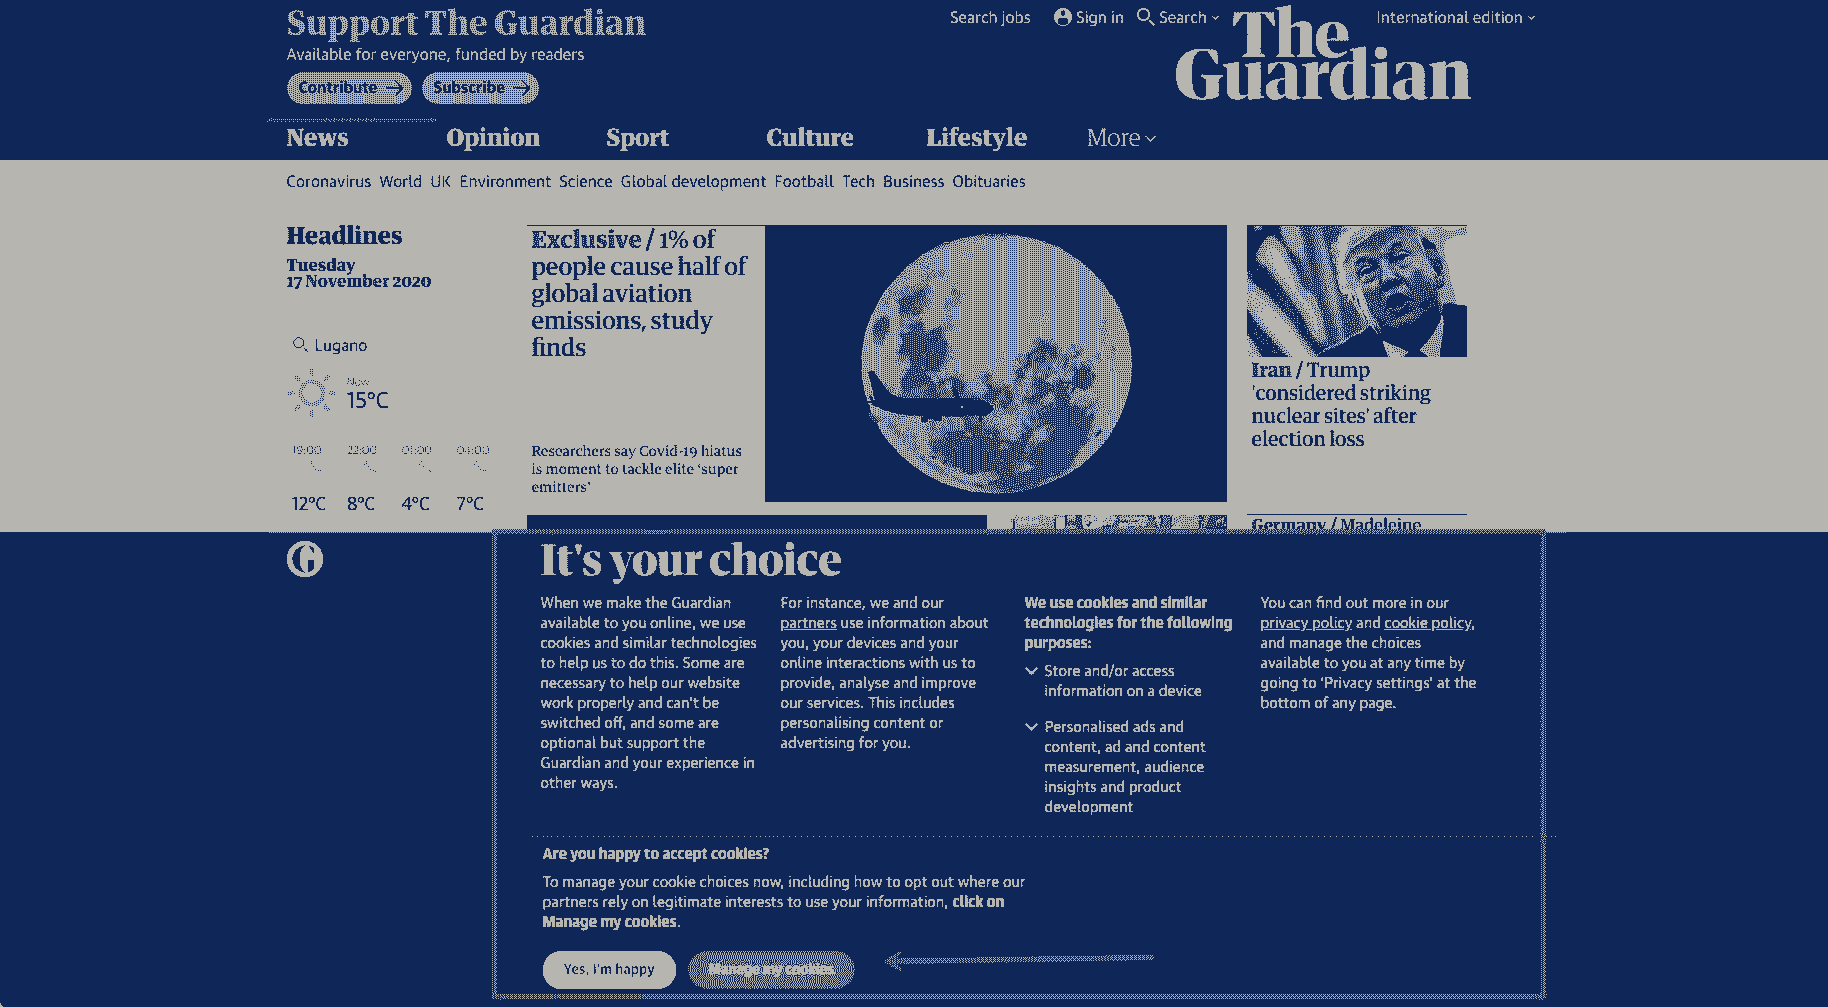 Support The Guardian
Available for everyone, funded by readers
Contribute
Subscribe
Search jobs
Sign in
Search
International edition
The
Guardian
News
Opinion
Sport
Culture
Lifestyle
More
Coronavirus World UK Environment Science Global development Football Tech Business Obituaries
Headlines
Tuesday
17 November 2020
Lugano
Now
15°C
19:00 22:00 01:00 04:00
12°C 8°C 4°C 7°C
Exclusive / 1% of
people cause half of
global aviation
emissions, study
finds
Researchers say Covid-19 hiatus
is moment to tackle elite ‘super
emitters’
Iran / Trump
'considered striking
nuclear sites' after
election loss
Germany / Madeleine
It's your choice
When we make the Guardian
available to you online, we use
cookies and similar technologies
to help us to do this. Some are
necessary to help our website
work properly and can't be
switched off, and some are
optional but support the
Guardian and your experience in
other ways.
For instance, we and our
partners use information about
you, your devices and your
online interactions with us to
provide, analyse and improve
our services. This includes
personalising content or
advertising for you.
We use cookies and similar
technologies for the following
purposes:
Store and/or access
information on a device
Personalised ads and
content, ad and content
measurement, audience
insights and product
development
You can find out more in our
privacy policy and cookie policy,
and manage the choices
available to you at any time by
going to ‘Privacy settings’ at the
bottom of any page.
Are you happy to accept cookies?
To manage your cookie choices now, including how to opt out where our
partners rely on legitimate interests to use your information, click on
Manage my cookies.
Yes, I'm happy
Manage my cookies